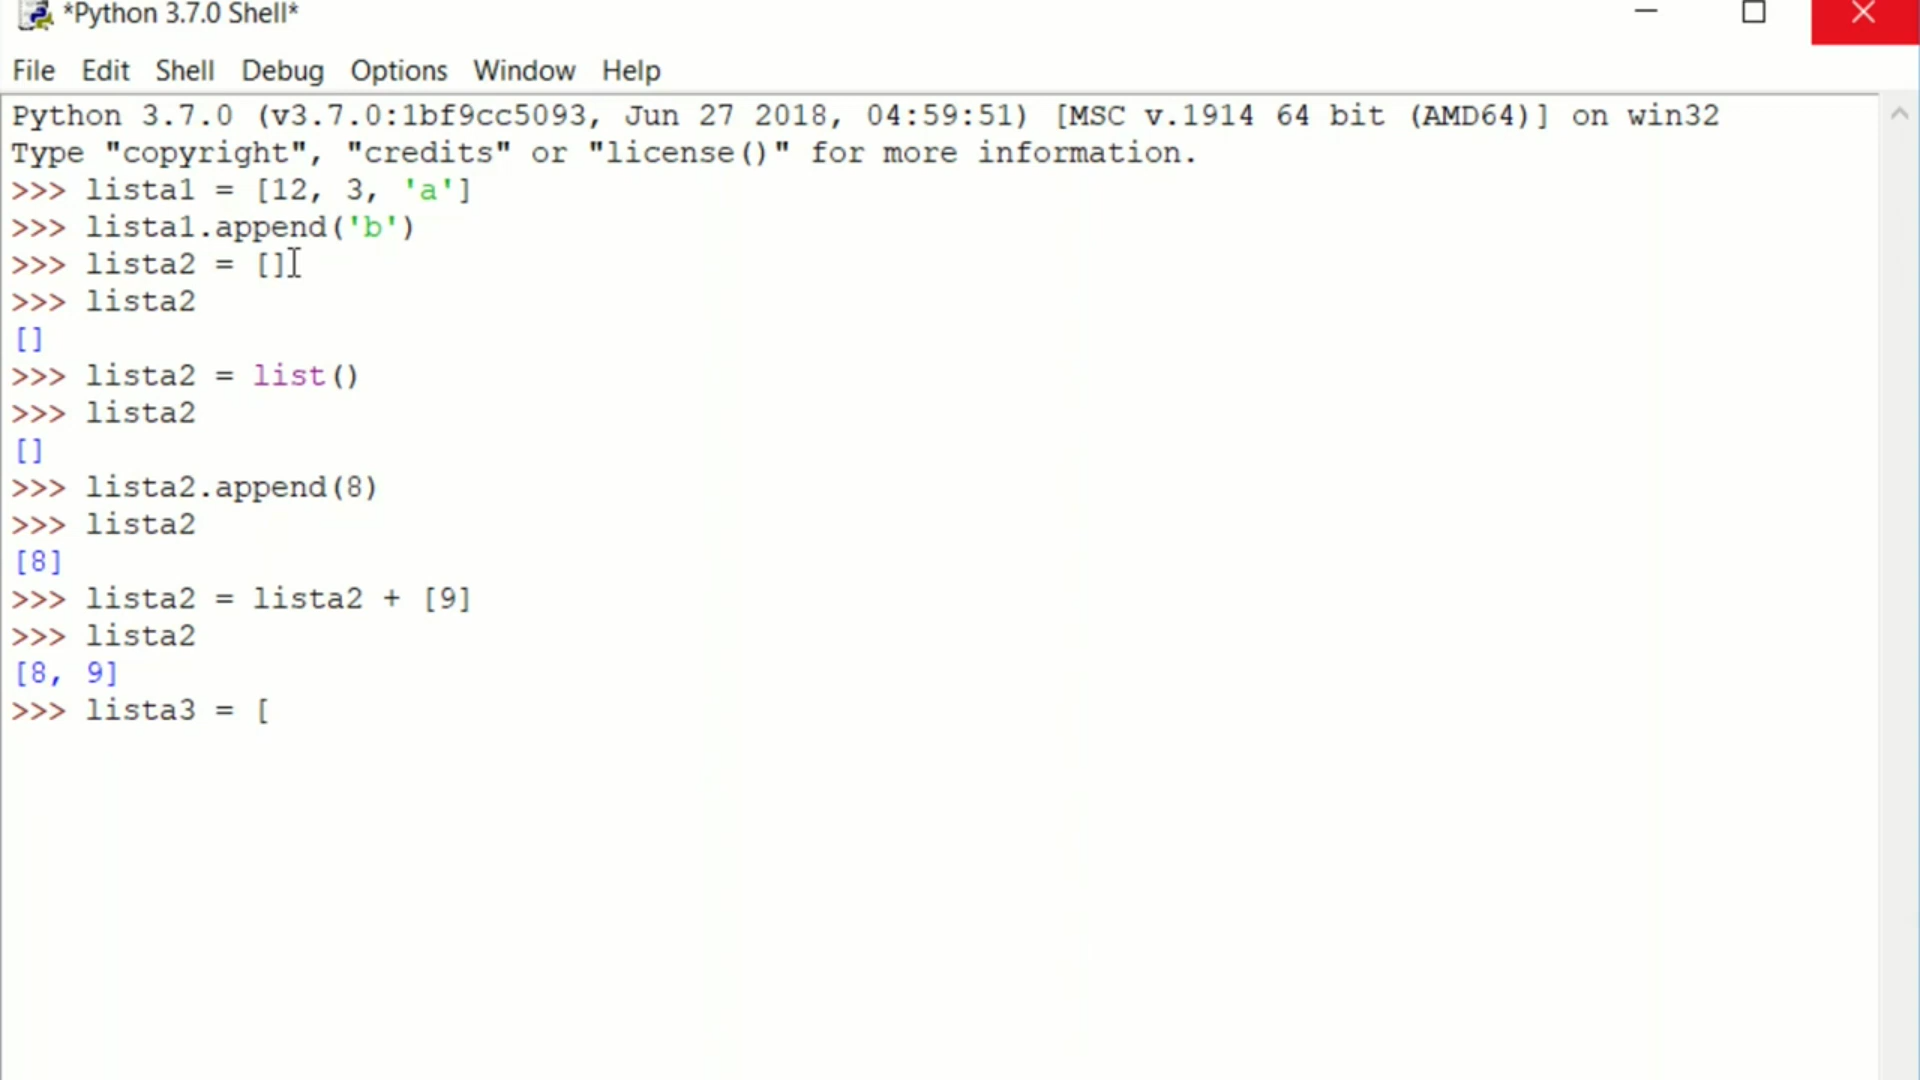 *Python 3.7.0 Shell*
File Edit Shell Debug Options Window Help
Python 3.7.0 (v3.7.0:1bf9cc5093, Jun 27 2018, 04:59:51) [MSC v.1914 64 bit (AMD64)] on win32
Type "copyright", "credits" or "license()" for more information.
>>> lista1 = [12, 3, 'a']
>>> lista1.append('b')
>>> lista2 = []
>>> lista2
[]
>>> lista2 = list()
>>> lista2
[]
>>> lista2.append(8)
>>> lista2
[8]
>>> lista2 = lista2 + [9]
>>> lista2
[8, 9]
>>> lista3 = [